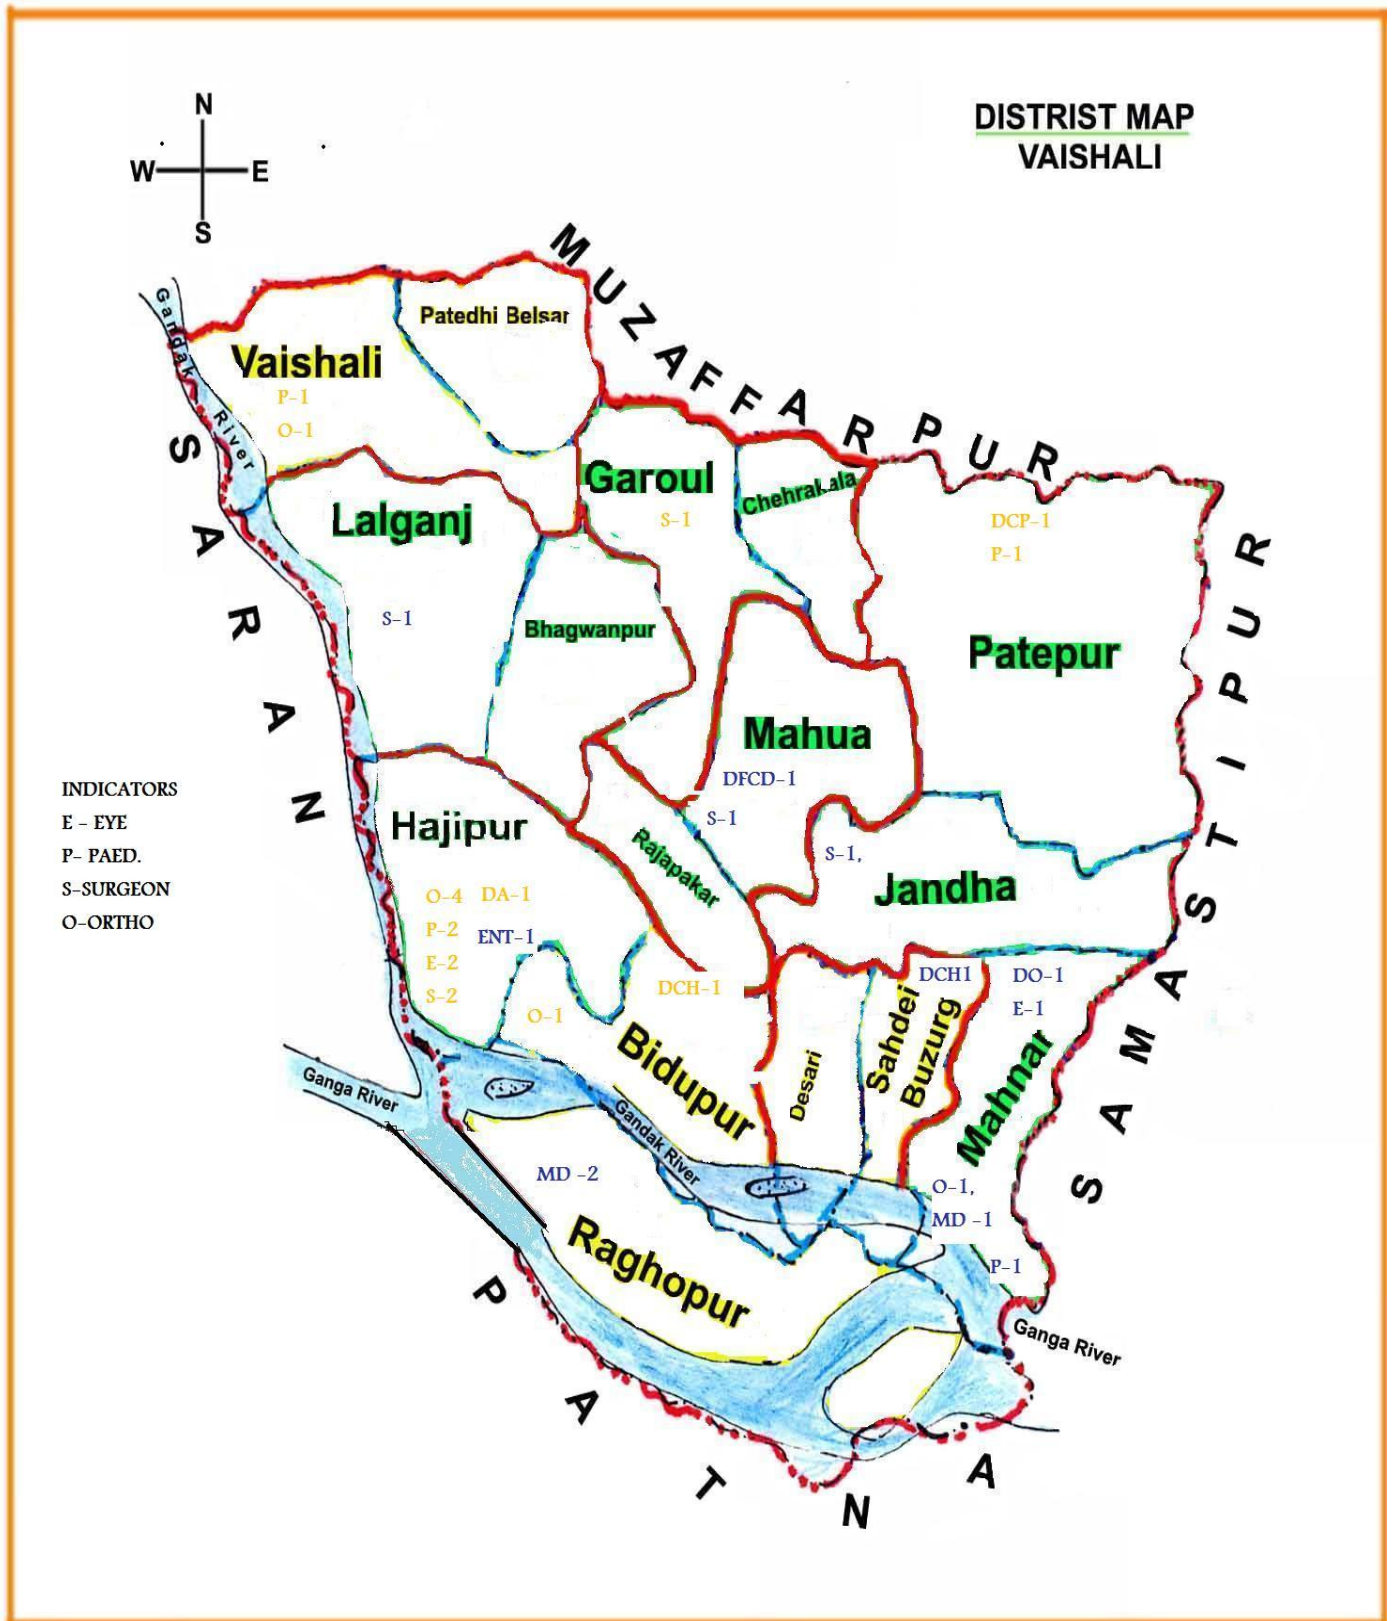 DISTRIST MAP
VAISHALI
N
W E
S
MUZAFFARPUR
Gandak River
SARAN
Patedhi Belsar
Vaishali
P-1
O-1
Garoul
S-1
Chehrakala
Lalganj
S-1
DCP-1
P-1
Patepur
SAMASTIPUR
Bhagwanpur
Mahua
DFCD-1
S-1
INDICATORS
E - EYE
P- PAED.
S-SURGEON
O-ORTHO
Hajipur
O-4 DA-1
P-2
ENT-1
E-2
S-2
Rajapakar
S-1,
Jandha
DCH-1
O-1
Bidupur
Desari
DCH1
Sahdei
Buzurg
DO-1
E-1
Mahnar
O-1,
MD -1
P-1
Ganga River
Gandak River
MD -2
Raghopur
Ganga River
PATNA